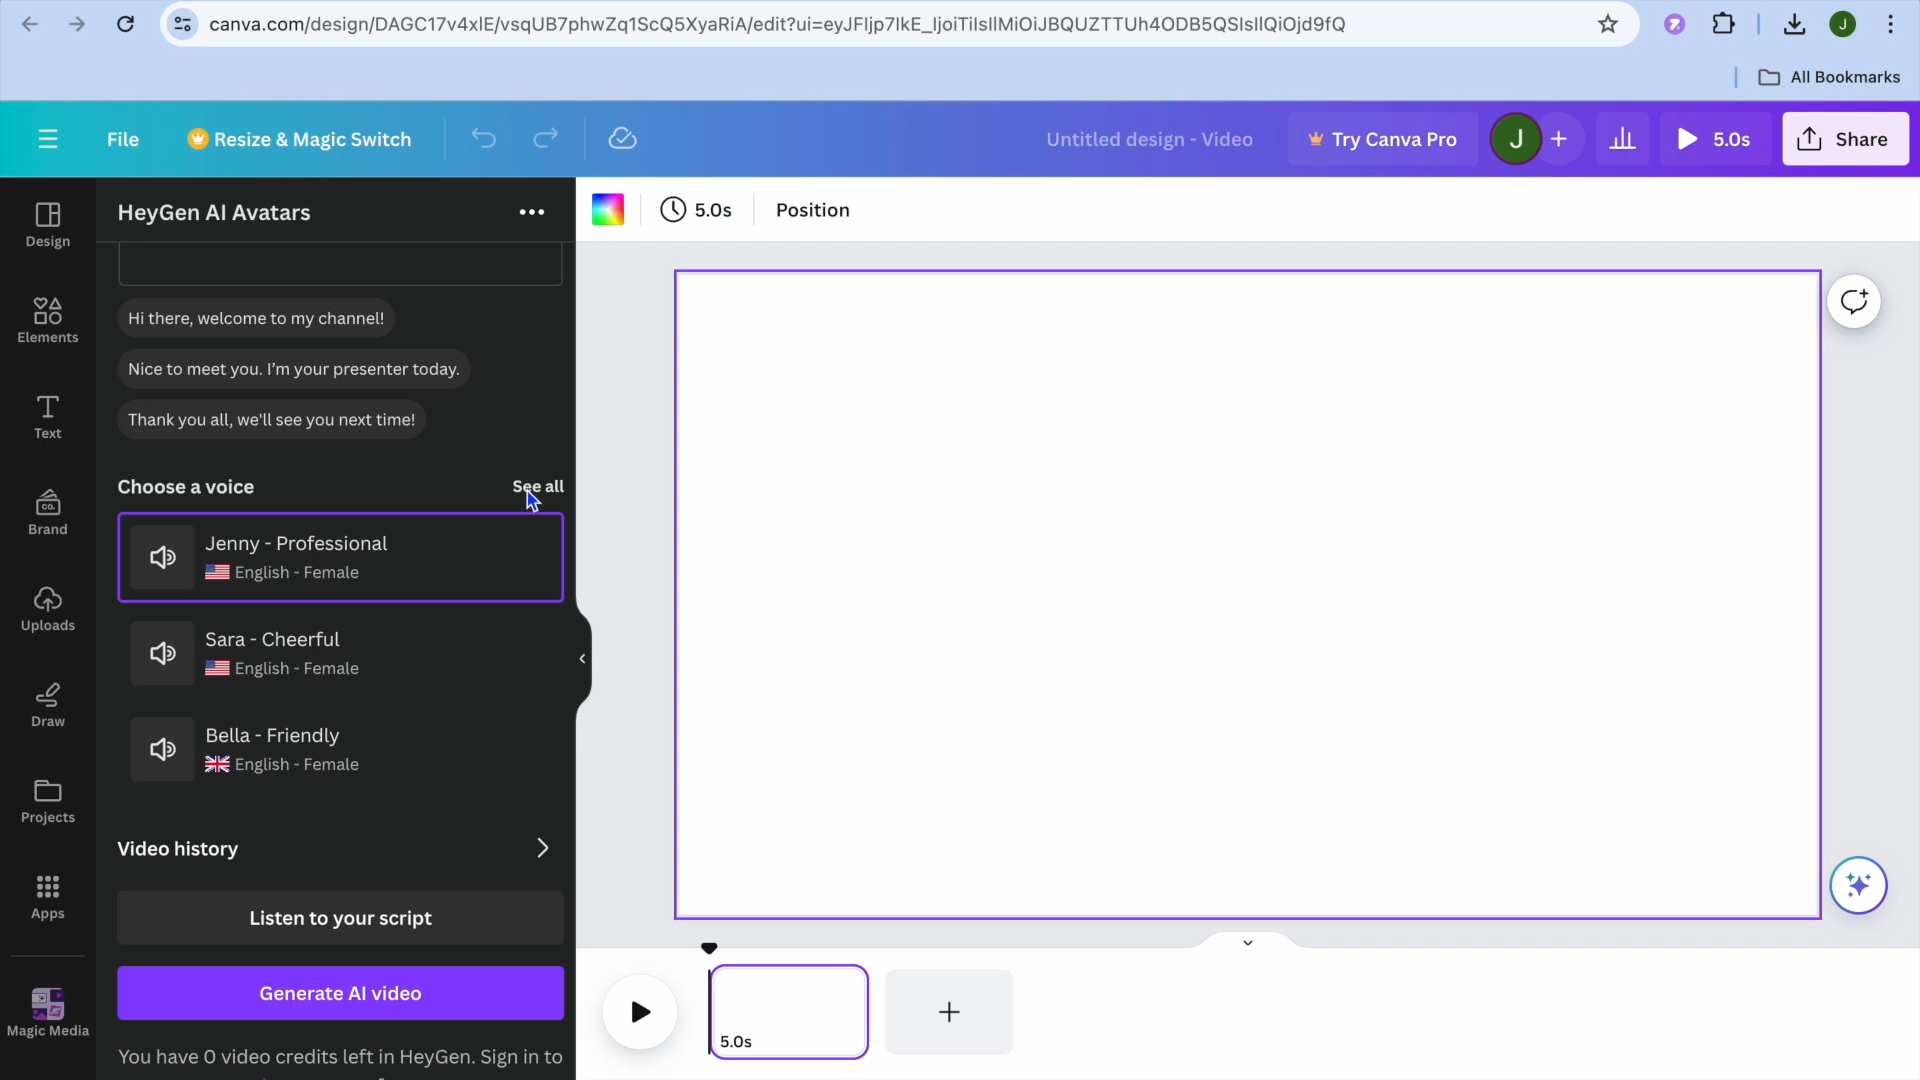 canva.com/design/DAGC17v4xlE/vsqUB7phwZq1ScQ5XyaRiA/edit?ui=eyJFIjp7IkE_IjoiTiIsIlMiOiJBQUZTTUh4ODB5QSIsIlQiOjd9fQ
J
All Bookmarks
File
Resize & Magic Switch
Untitled design - Video
Try Canva Pro
J
5.0s
Share
HeyGen AI Avatars
5.0s
Position
Design
Elements
Text
CO.
Brand
Uploads
Draw
Projects
Apps
Magic Media
Hi there, welcome to my channel!
Nice to meet you. I’m your presenter today.
Thank you all, we'll see you next time!
Choose a voice
See all
Jenny - Professional
English - Female
Sara - Cheerful
English - Female
Bella - Friendly
English - Female
Video history
Listen to your script
Generate AI video
You have 0 video credits left in HeyGen. Sign in to
5.0s